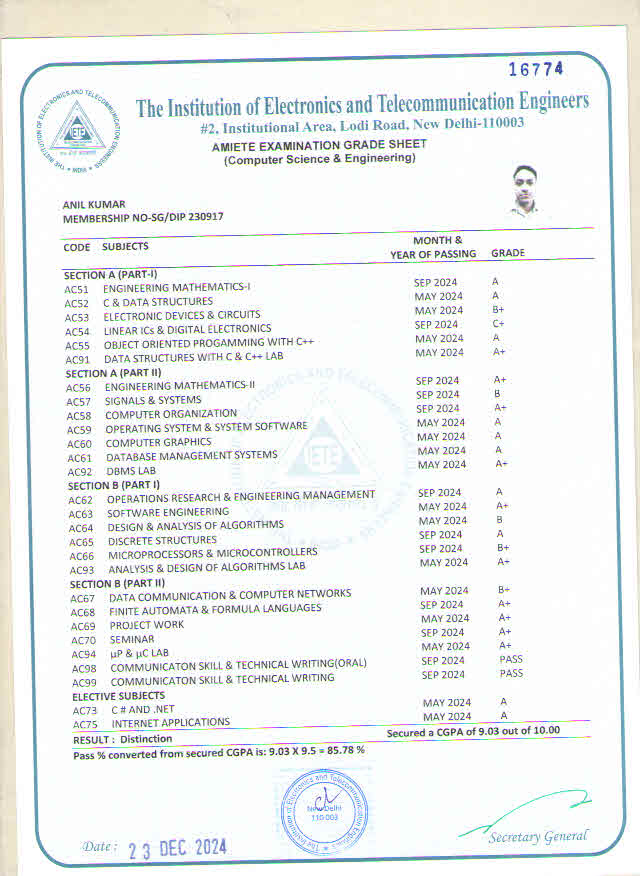 16774
THE INSTITUTION OF ELECTRONICS AND TELECOMMUNICATION ENGINEERS
IETE
INDIA
The Institution of Electronics and Telecommunication Engineers
#2, Institutional Area, Lodi Road, New Delhi-110003
AMIETE EXAMINATION GRADE SHEET
(Computer Science & Engineering)
ANIL KUMAR
MEMBERSHIP NO-SG/DIP 230917
CODE SUBJECTS MONTH & YEAR OF PASSING GRADE
SECTION A (PART-I)
AC51 ENGINEERING MATHEMATICS-I SEP 2024 A
AC52 C & DATA STRUCTURES MAY 2024 A
AC53 ELECTRONIC DEVICES & CIRCUITS MAY 2024 B+
AC54 LINEAR ICs & DIGITAL ELECTRONICS SEP 2024 C+
AC55 OBJECT ORIENTED PROGAMMING WITH C++ MAY 2024 A
AC91 DATA STRUCTURES WITH C & C++ LAB MAY 2024 A+
SECTION A (PART II)
AC56 ENGINEERING MATHEMATICS-II SEP 2024 A+
AC57 SIGNALS & SYSTEMS SEP 2024 B
AC58 COMPUTER ORGANIZATION SEP 2024 A+
AC59 OPERATING SYSTEM & SYSTEM SOFTWARE MAY 2024 A
AC60 COMPUTER GRAPHICS MAY 2024 A
AC61 DATABASE MANAGEMENT SYSTEMS MAY 2024 A
AC92 DBMS LAB MAY 2024 A+
SECTION B (PART I)
AC62 OPERATIONS RESEARCH & ENGINEERING MANAGEMENT SEP 2024 A
AC63 SOFTWARE ENGINEERING MAY 2024 A+
AC64 DESIGN & ANALYSIS OF ALGORITHMS MAY 2024 B
AC65 DISCRETE STRUCTURES SEP 2024 A
AC66 MICROPROCESSORS & MICROCONTROLLERS SEP 2024 B+
AC93 ANALYSIS & DESIGN OF ALGORITHMS LAB MAY 2024 A+
SECTION B (PART II)
AC67 DATA COMMUNICATION & COMPUTER NETWORKS MAY 2024 B+
AC68 FINITE AUTOMATA & FORMULA LANGUAGES SEP 2024 A+
AC69 PROJECT WORK MAY 2024 A+
AC70 SEMINAR SEP 2024 A+
AC94 µP & µC LAB MAY 2024 A+
AC98 COMMUNICATON SKILL & TECHNICAL WRITING(ORAL) SEP 2024 PASS
AC99 COMMUNICATON SKILL & TECHNICAL WRITING SEP 2024 PASS
ELECTIVE SUBJECTS
AC73 C # AND .NET MAY 2024 A
AC75 INTERNET APPLICATIONS MAY 2024 A
RESULT : Distinction Secured a CGPA of 9.03 out of 10.00
Pass % converted from secured CGPA is: 9.03 X 9.5 = 85.78 %
The Institution of Electronics and Telecommunication Engineers
New Delhi
110 003
Date : 23 DEC 2024
Secretary General